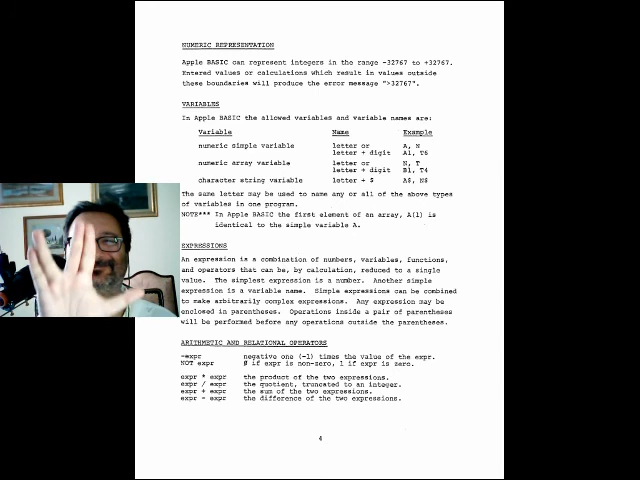 NUMERIC REPRESENTATION
Apple BASIC can represent integers in the range -32767 to +32767.
Entered values or calculations which result in values outside
these boundaries will produce the error message ">32767".
VARIABLES
In Apple BASIC the allowed variables and variable names are:
Variable Name Example
numeric simple variable letter or A, N
letter + digit A1, T6
numeric array variable letter or N, T
letter + digit B1, T4
character string variable letter + $ A$, N$
The same letter may be used to name any or all of the above types
of variables in one program.
NOTE*** In Apple BASIC the first element of an array, A(1) is
identical to the simple variable A.
EXPRESSIONS
An expression is a combination of numbers, variables, functions,
and operators that can be, by calculation, reduced to a single
value. The simplest expression is a number. Another simple
expression is a variable name. Simple expressions can be combined
to make arbitrarily complex expressions. Any expression may be
enclosed in parentheses. Operations inside a pair of parentheses
will be performed before any operations outside the parentheses.
ARITHMETIC AND RELATIONAL OPERATORS
-expr negative one (-1) times the value of the expr.
NOT expr Ø if expr is non-zero, 1 if expr is zero.
expr * expr the product of the two expressions.
expr / expr the quotient, truncated to an integer.
expr + expr the sum of the two expressions.
expr - expr the difference of the two expressions.
4